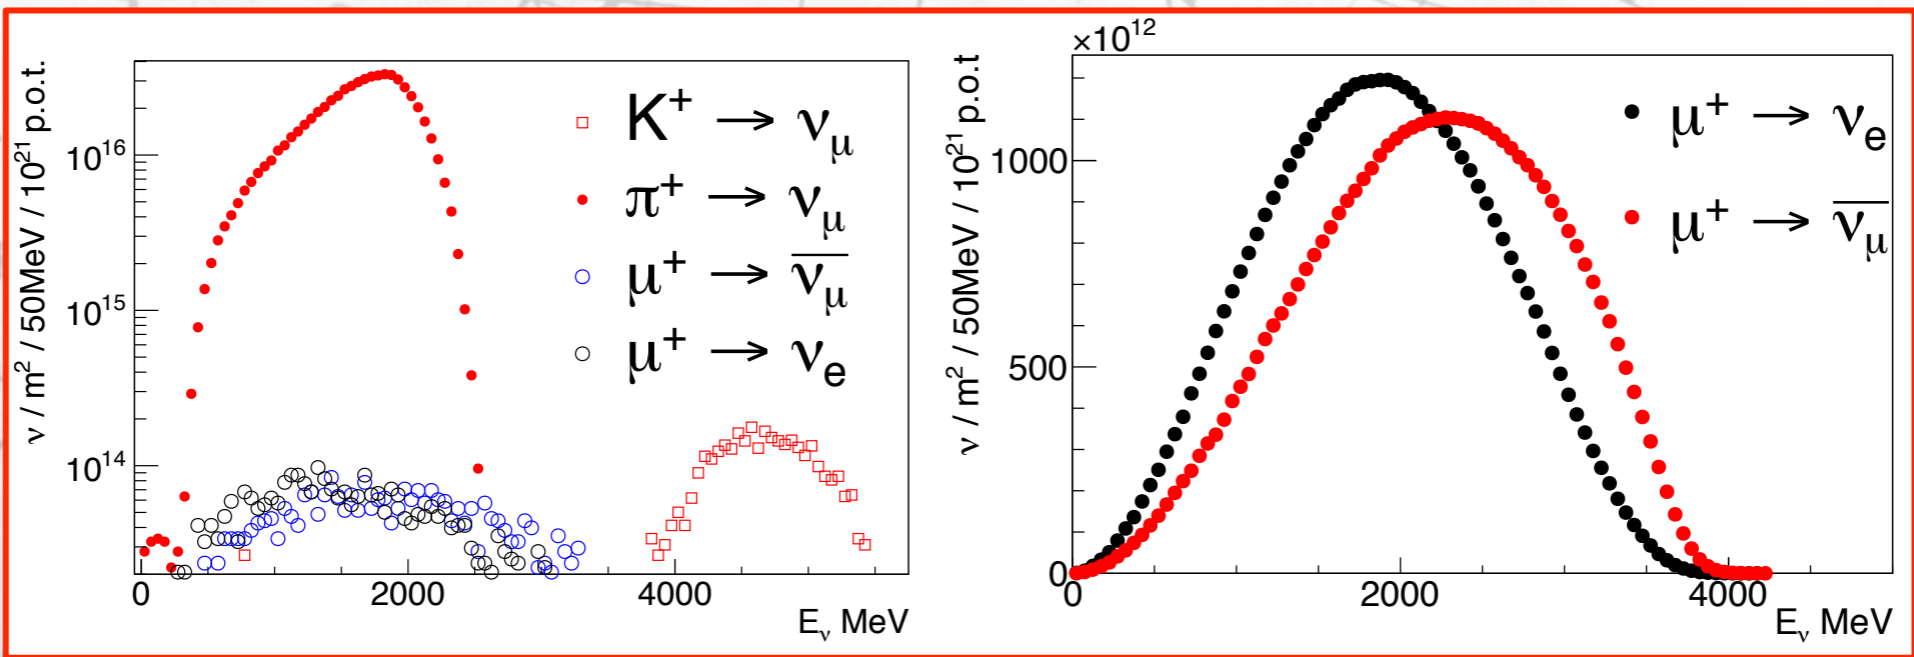 ν / m² / 50MeV / 10²¹ p.o.t.
10¹⁶
10¹⁵
10¹⁴
0
2000
4000
E_ν MeV
K⁺ → ν_μ
π⁺ → ν_μ
μ⁺ → ν̅_μ
μ⁺ → ν_e
×10¹²
ν / m² / 50MeV / 10²¹ p.o.t
1000
500
0
0
2000
4000
E_ν MeV
μ⁺ → ν_e
μ⁺ → ν̅_μ